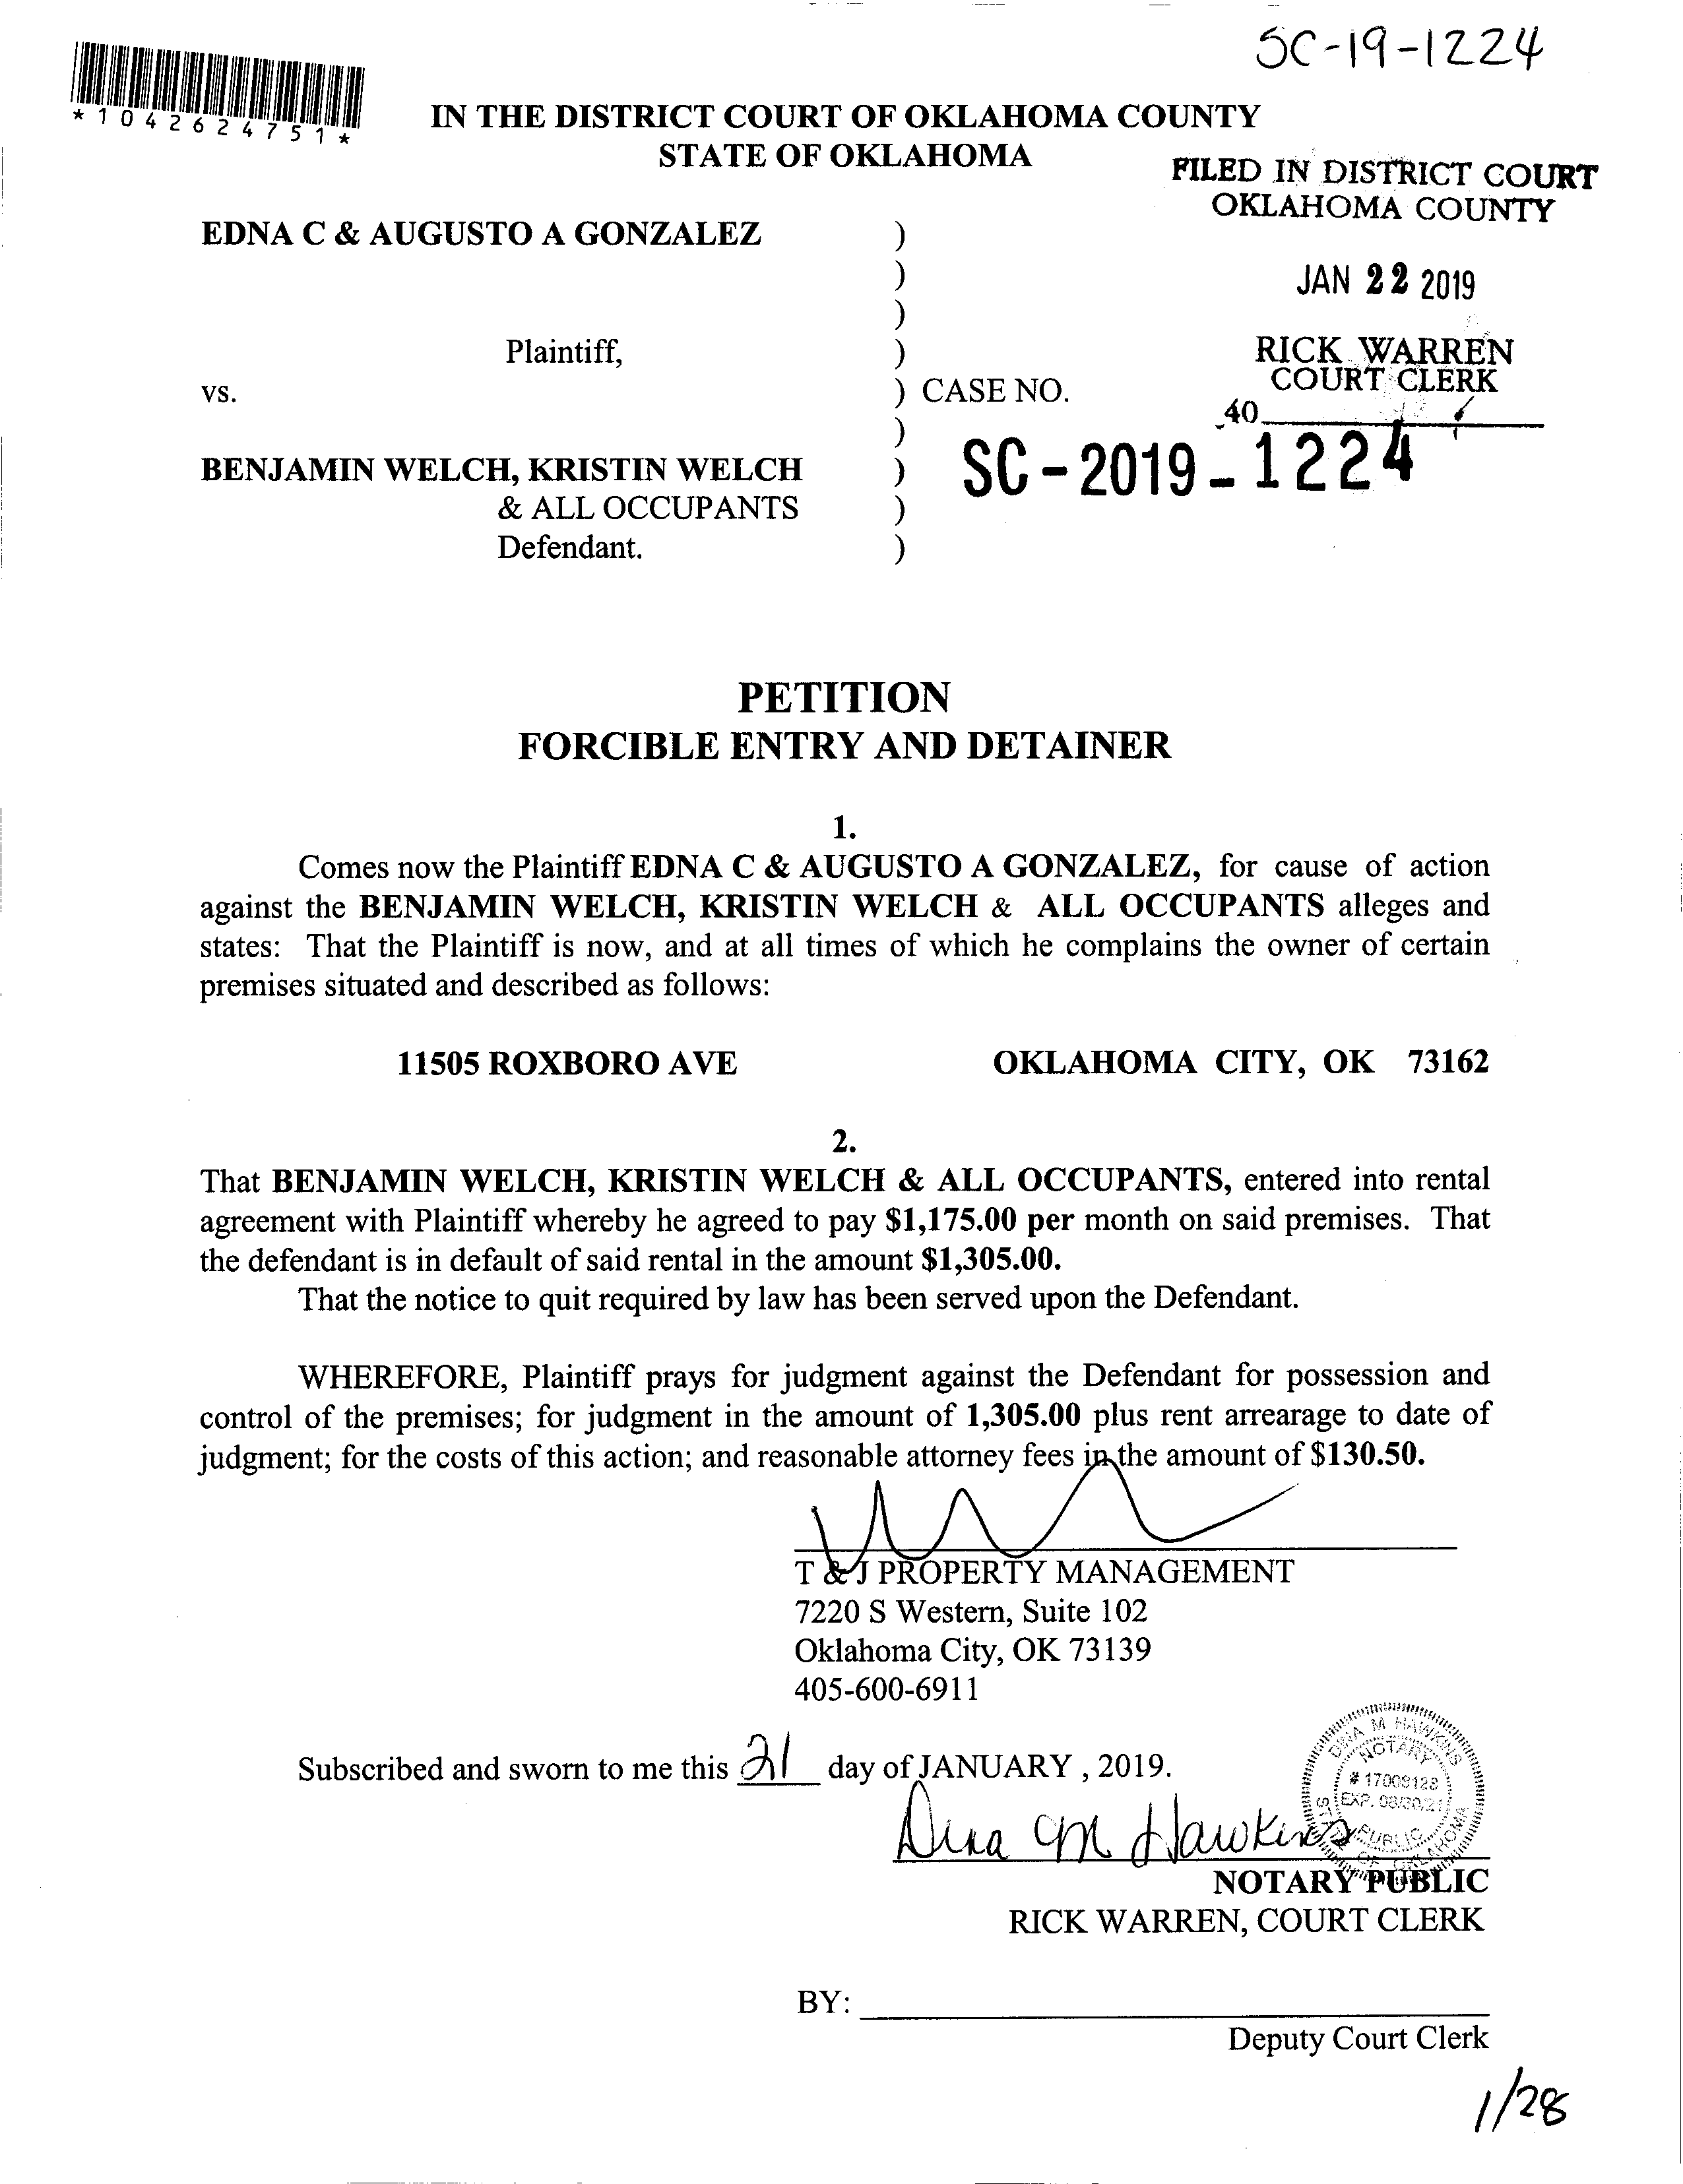 SC-19-1224
*1042624751*
IN THE DISTRICT COURT OF OKLAHOMA COUNTY
STATE OF OKLAHOMA
FILED IN DISTRICT COURT
OKLAHOMA COUNTY
EDNA C & AUGUSTO A GONZALEZ )
)
JAN 22 2019
)
Plaintiff, )
RICK WARREN
COURT CLERK
vs. ) CASE NO.
40
)
SC-2019-1224
BENJAMIN WELCH, KRISTIN WELCH )
& ALL OCCUPANTS )
Defendant. )
PETITION
FORCIBLE ENTRY AND DETAINER
1.
Comes now the Plaintiff EDNA C & AUGUSTO A GONZALEZ, for cause of action
against the BENJAMIN WELCH, KRISTIN WELCH & ALL OCCUPANTS alleges and
states: That the Plaintiff is now, and at all times of which he complains the owner of certain
premises situated and described as follows:
11505 ROXBORO AVE OKLAHOMA CITY, OK 73162
2.
That BENJAMIN WELCH, KRISTIN WELCH & ALL OCCUPANTS, entered into rental
agreement with Plaintiff whereby he agreed to pay $1,175.00 per month on said premises. That
the defendant is in default of said rental in the amount $1,305.00.
That the notice to quit required by law has been served upon the Defendant.
WHEREFORE, Plaintiff prays for judgment against the Defendant for possession and
control of the premises; for judgment in the amount of 1,305.00 plus rent arrearage to date of
judgment; for the costs of this action; and reasonable attorney fees in the amount of $130.50.
T & J PROPERTY MANAGEMENT
7220 S Western, Suite 102
Oklahoma City, OK 73139
405-600-6911
Subscribed and sworn to me this 21 day of JANUARY , 2019.
DINA M HAWKINS
NOTARY
EXP. 08/30/21
PUBLIC
OF OKLAHOMA
Dina M Hawkins
NOTARY PUBLIC
RICK WARREN, COURT CLERK
BY:
Deputy Court Clerk
1/28